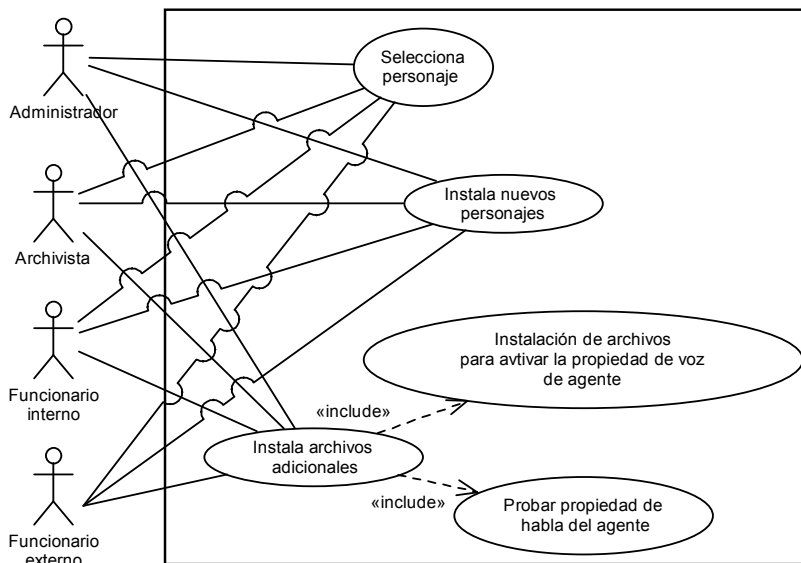 Administrador
Selecciona
personaje
Archivista
Instala nuevos
personajes
Funcionario
interno
Instalación de archivos
para avtivar la propiedad de voz
de agente
«include»
Instala archivos
adicionales
«include»
Probar propiedad de
habla del agente
Funcionario
externo